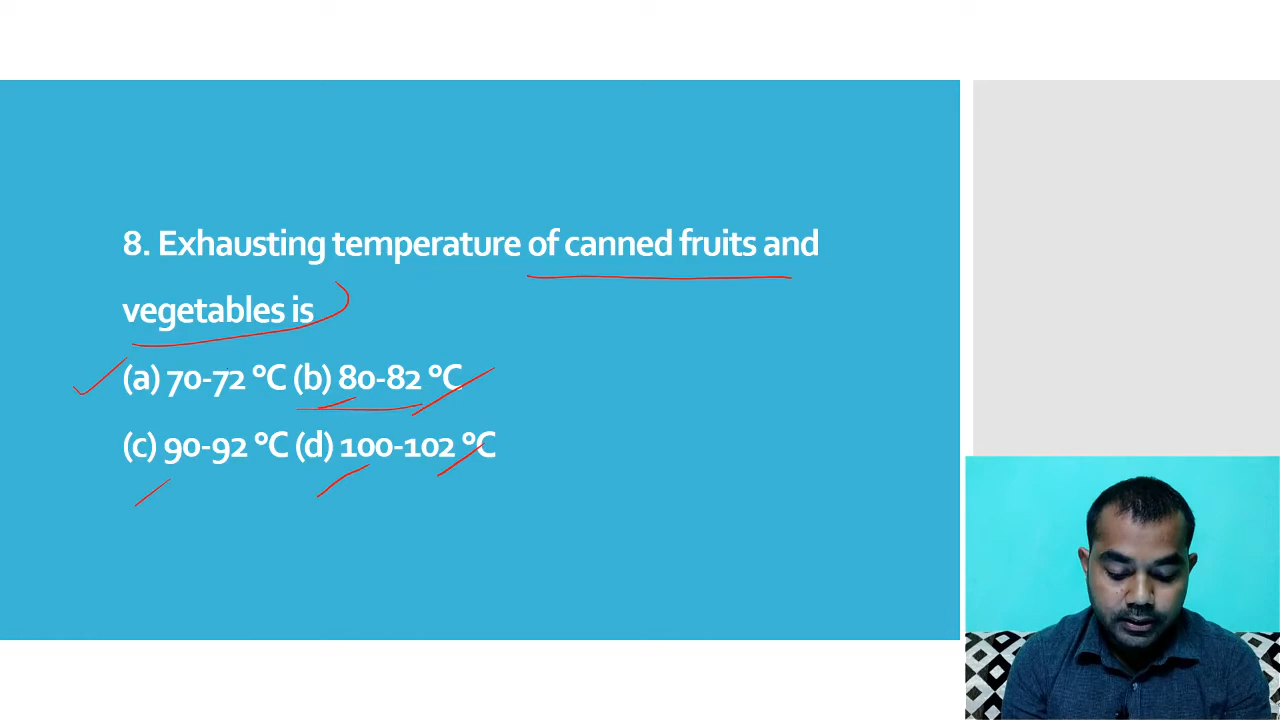 8. Exhausting temperature of canned fruits and
vegetables is
(a) 70-72 °C (b) 80-82 °C
(c) 90-92 °C (d) 100-102 °C